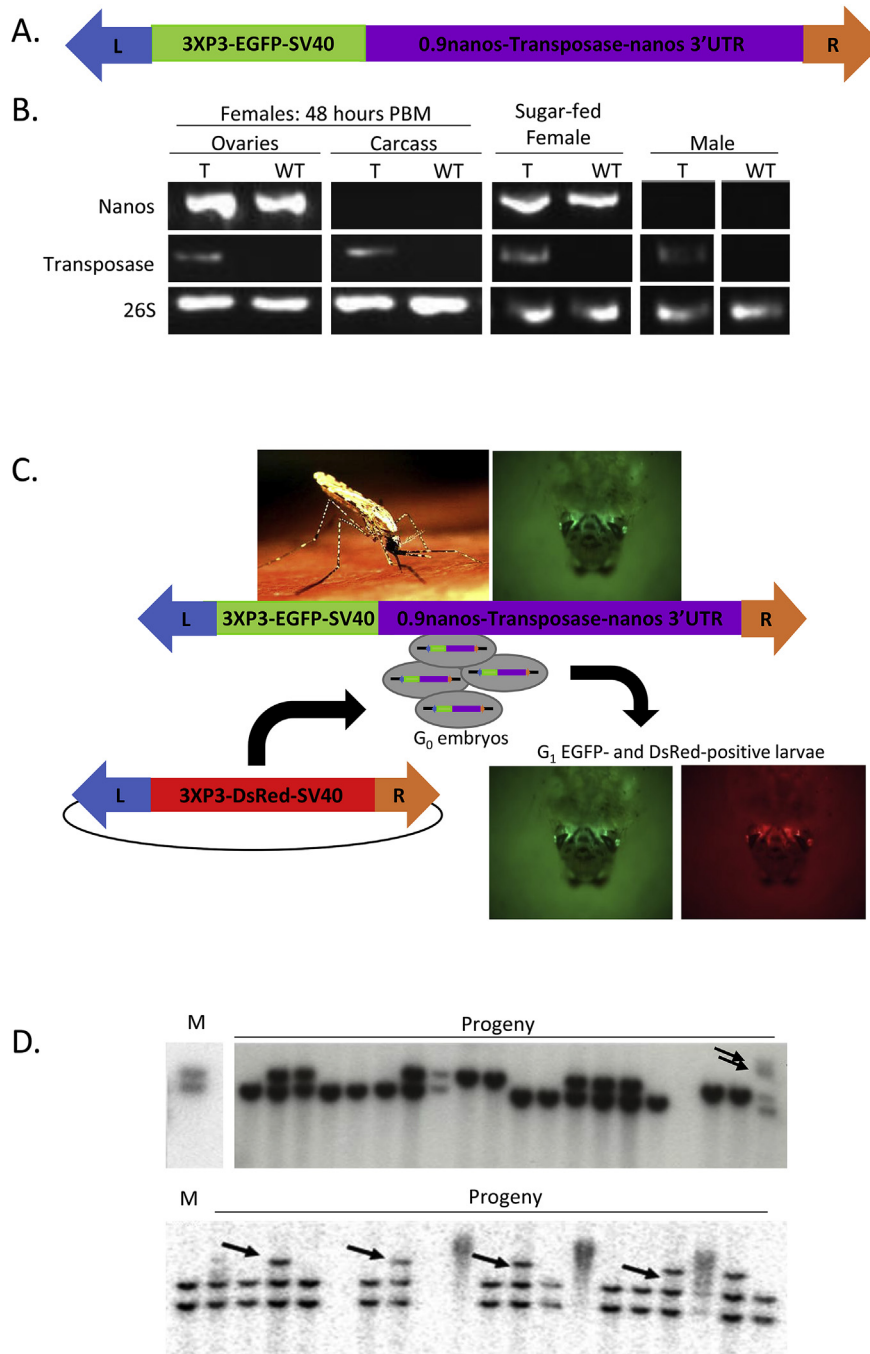 A.
L 3XP3-EGFP-SV40 0.9nanos-Transposase-nanos 3’UTR R
B.
Females: 48 hours PBM
Sugar-fed
Female
Ovaries Carcass Male
T WT T WT T WT T WT
Nanos
Transposase
26S
C.
L 3XP3-EGFP-SV40 0.9nanos-Transposase-nanos 3’UTR R
G0 embryos
G1 EGFP- and DsRed-positive larvae
L 3XP3-DsRed-SV40 R
D.
M Progeny
M Progeny